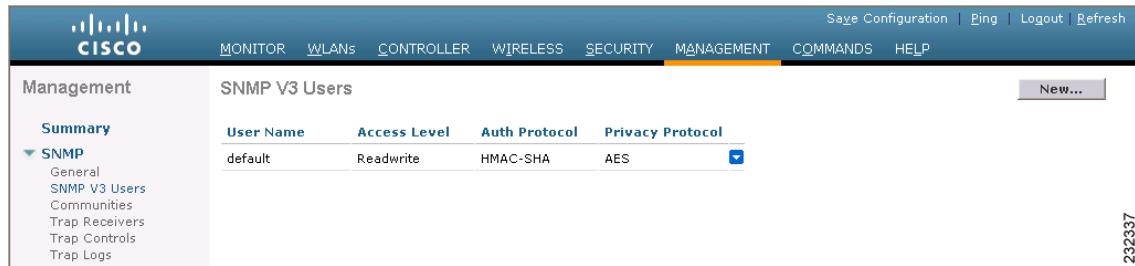 Save Configuration | Ping | Logout | Refresh
CISCO
MONITOR WLANs CONTROLLER WIRELESS SECURITY MANAGEMENT COMMANDS HELP
Management
Summary
SNMP
General
SNMP V3 Users
Communities
Trap Receivers
Trap Controls
Trap Logs
SNMP V3 Users
New...
User Name Access Level Auth Protocol Privacy Protocol
default Readwrite HMAC-SHA AES
232337